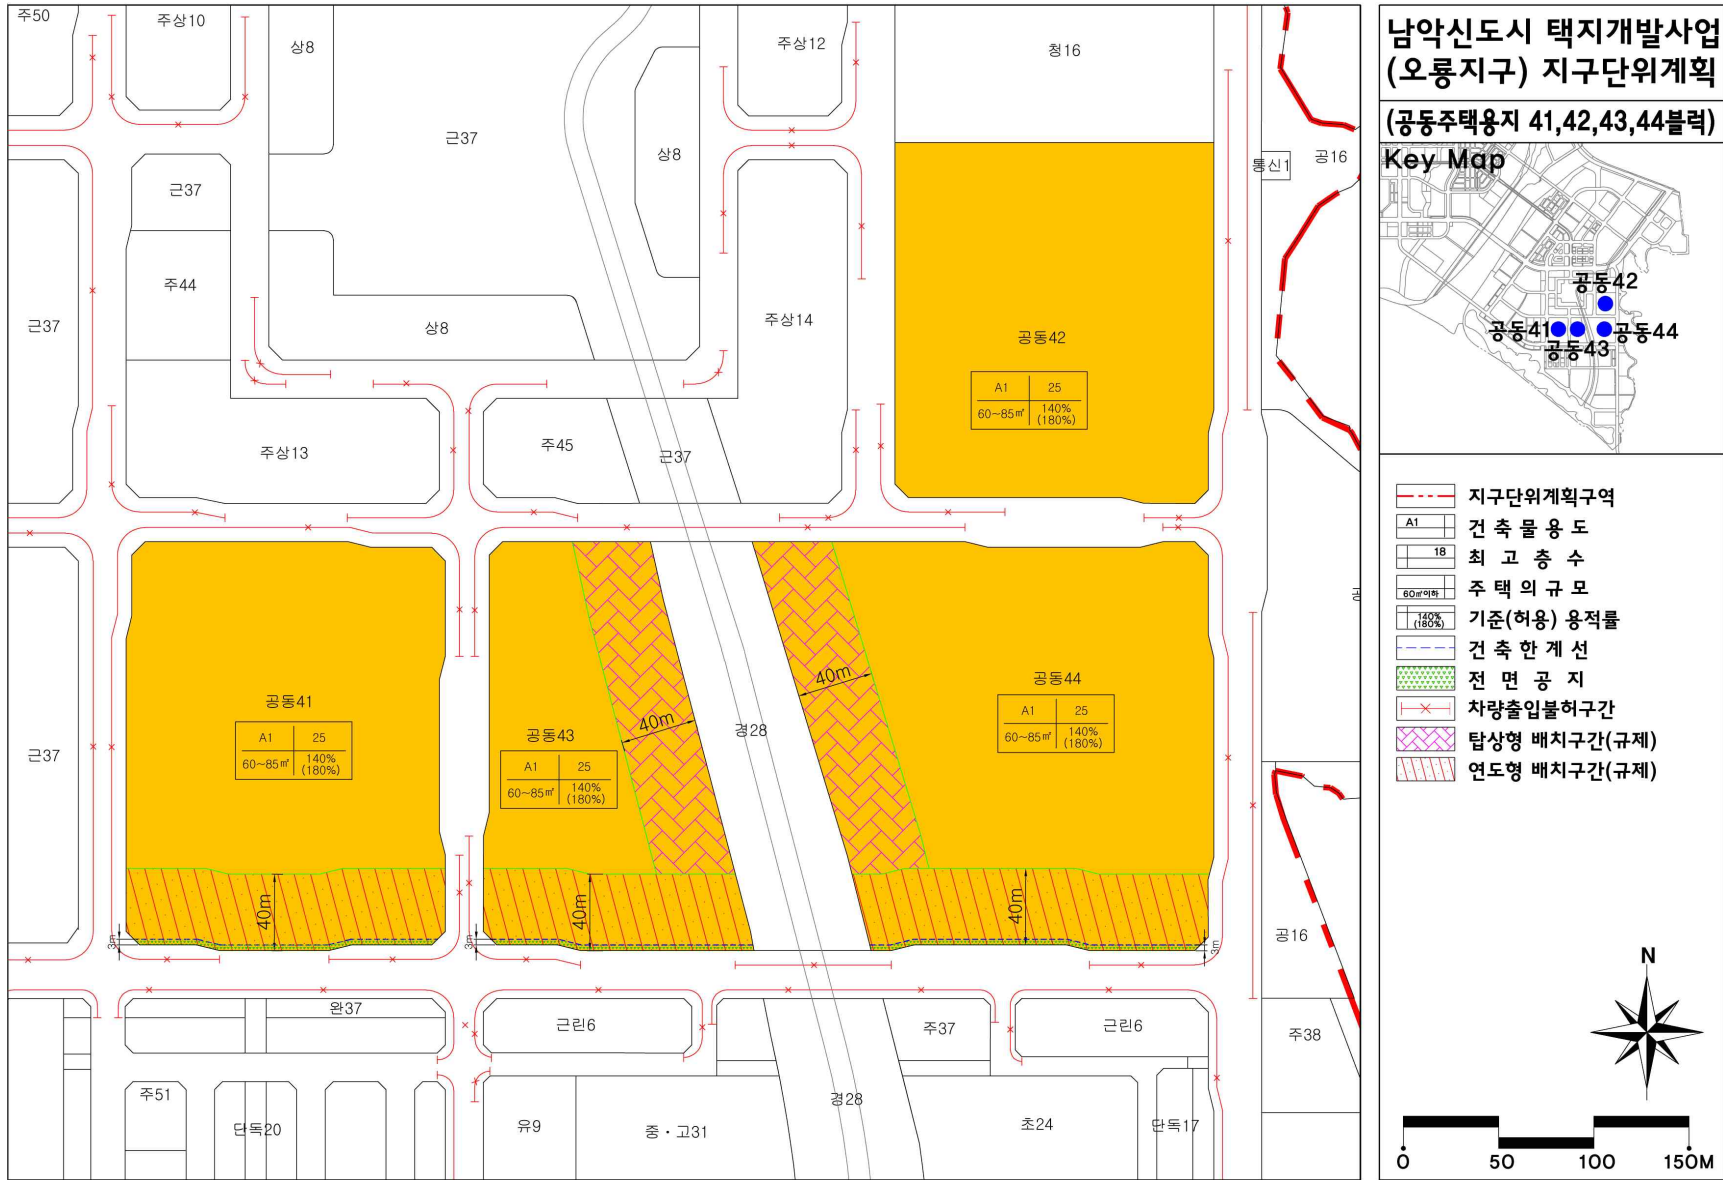 남악신도시 택지개발사업
(오룡지구) 지구단위계획
(공동주택용지 41,42,43,44블럭)
Key Map
공동42
공동41
공동44
공동43
지구단위계획구역
A1
건 축 물 용 도
18
최 고 층 수
60㎡이하
주 택 의 규 모
140%
(180%)
기준(허용) 용적률
건 축 한 계 선
전 면 공 지
차량출입불허구간
탑상형 배치구간(규제)
연도형 배치구간(규제)
N
0 50 100 150M
주50
주상10
상8
주상12
청16
근37
상8
통신1
공16
근37
주44
근37
상8
주상14
공동42
A1 25
60~85㎡ 140%
(180%)
주상13
주45
근37
공동41
A1 25
60~85㎡ 140%
(180%)
공동43
A1 25
60~85㎡ 140%
(180%)
40m
40m
경28
공동44
A1 25
60~85㎡ 140%
(180%)
근37
40m
40m
40m
3m
3m
3m
공16
완37
근린6
주37
근린6
주38
주51
단독20
유9
중·고31
경28
초24
단독17